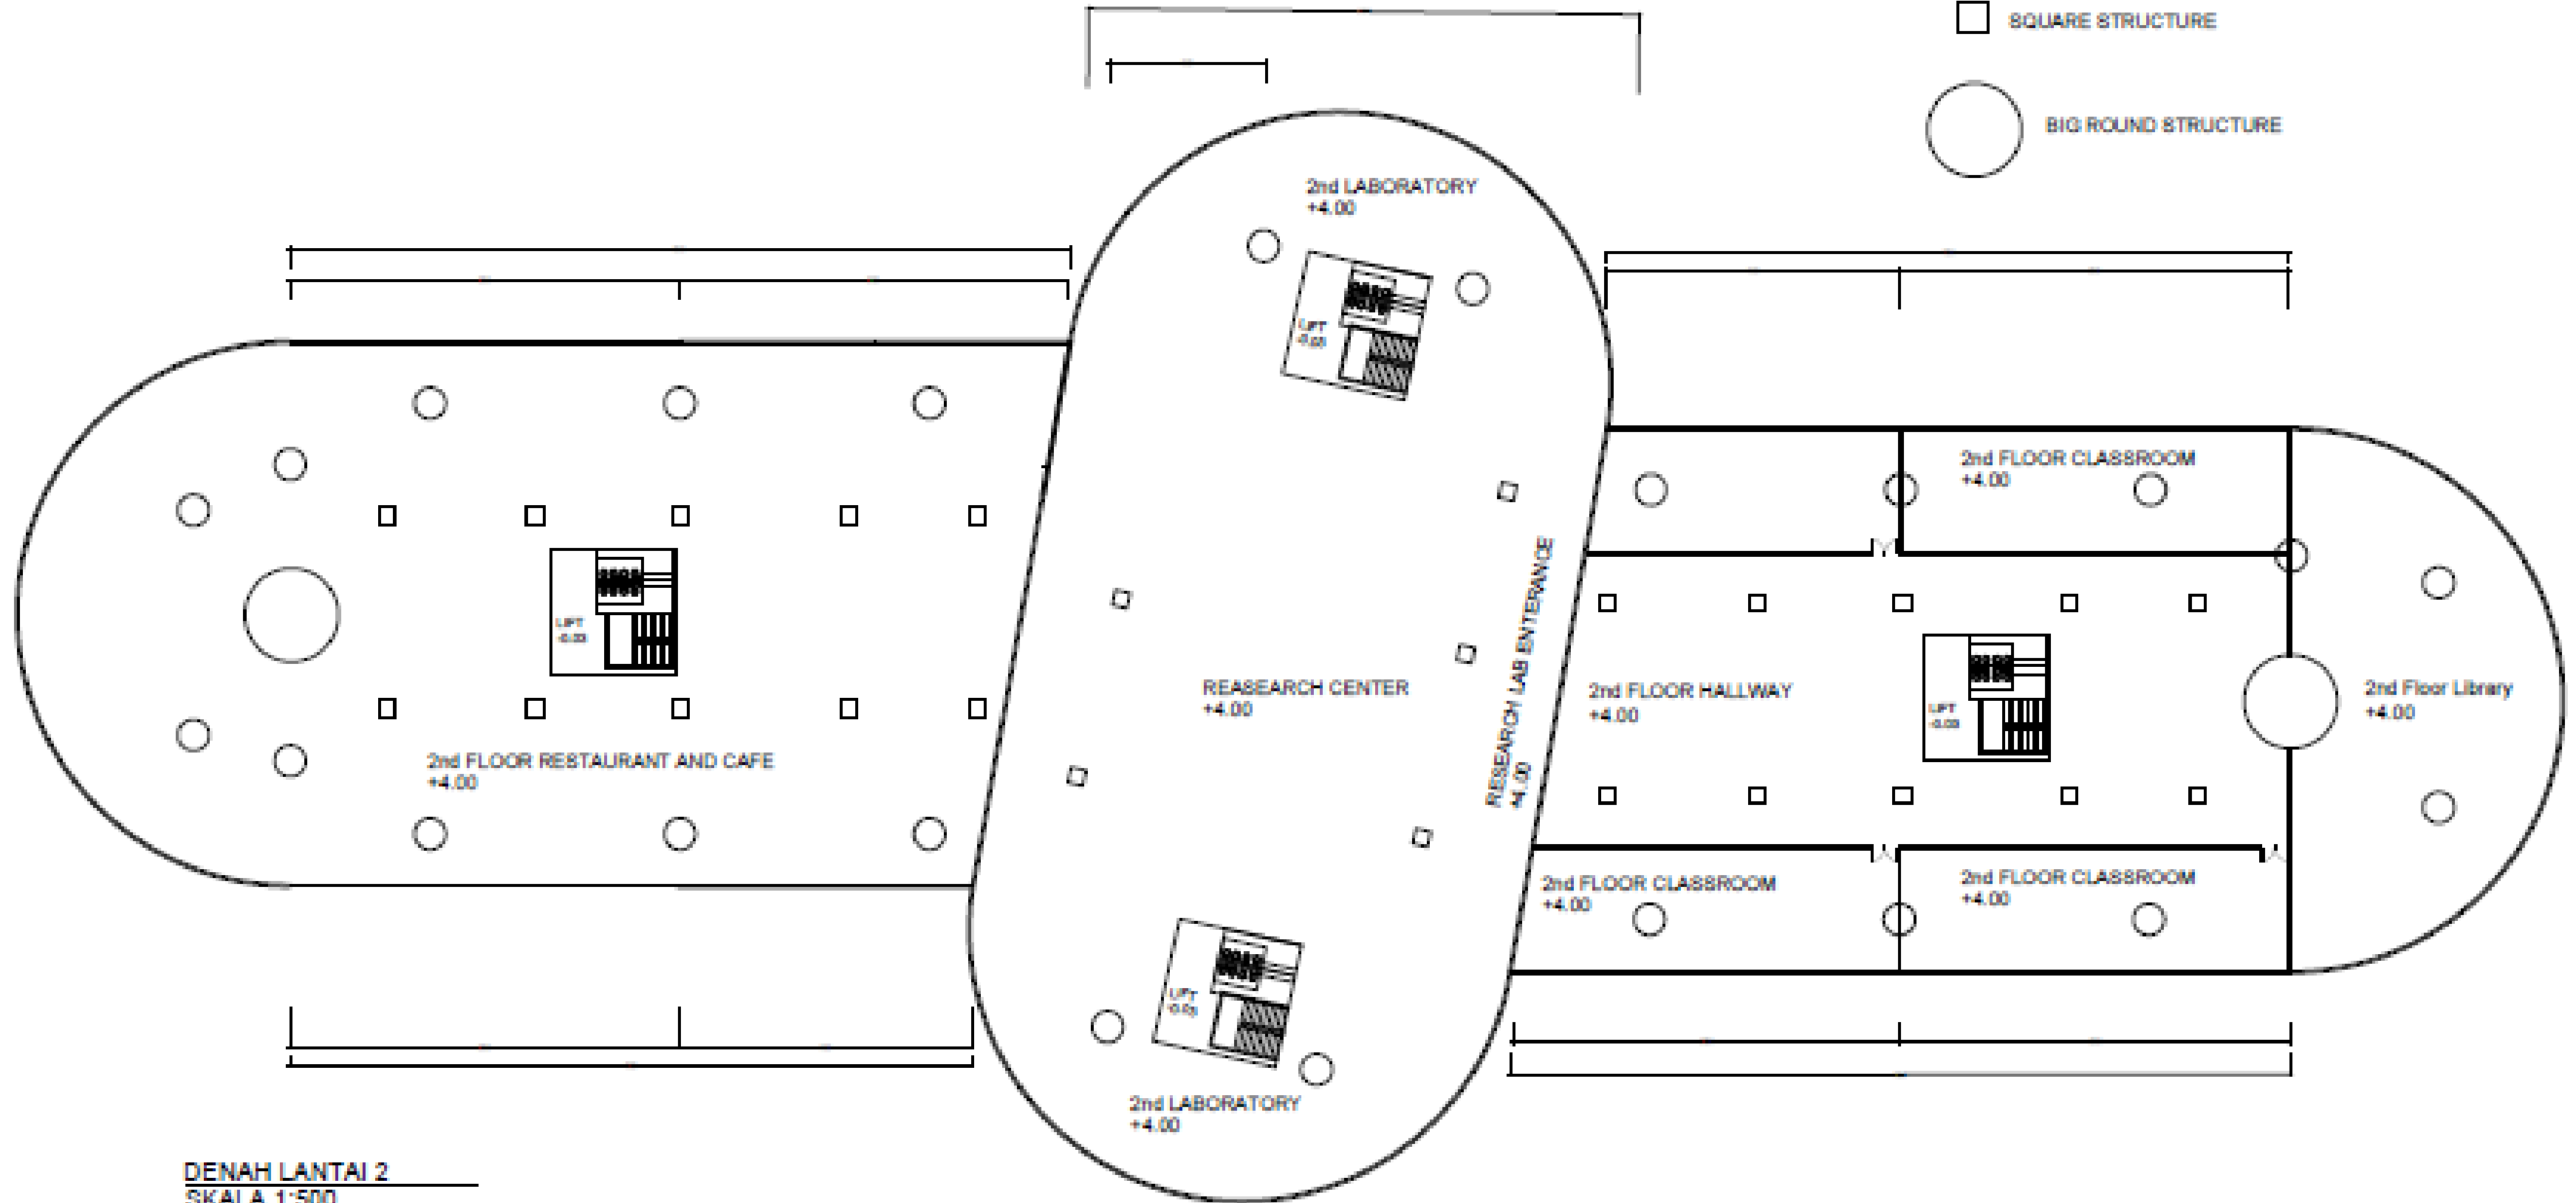 SQUARE STRUCTURE
BIG ROUND STRUCTURE
2nd LABORATORY
+4.00
LIFT
2nd FLOOR CLASSROOM
+4.00
RESEARCH LAB ENTERANCE
+4.00
LIFT
REASEARCH CENTER
+4.00
2nd FLOOR HALLWAY
+4.00
LIFT
2nd Floor Library
+4.00
2nd FLOOR RESTAURANT AND CAFE
+4.00
2nd FLOOR CLASSROOM
+4.00
2nd FLOOR CLASSROOM
+4.00
LIFT
2nd LABORATORY
+4.00
DENAH LANTAI 2
SKALA 1:500